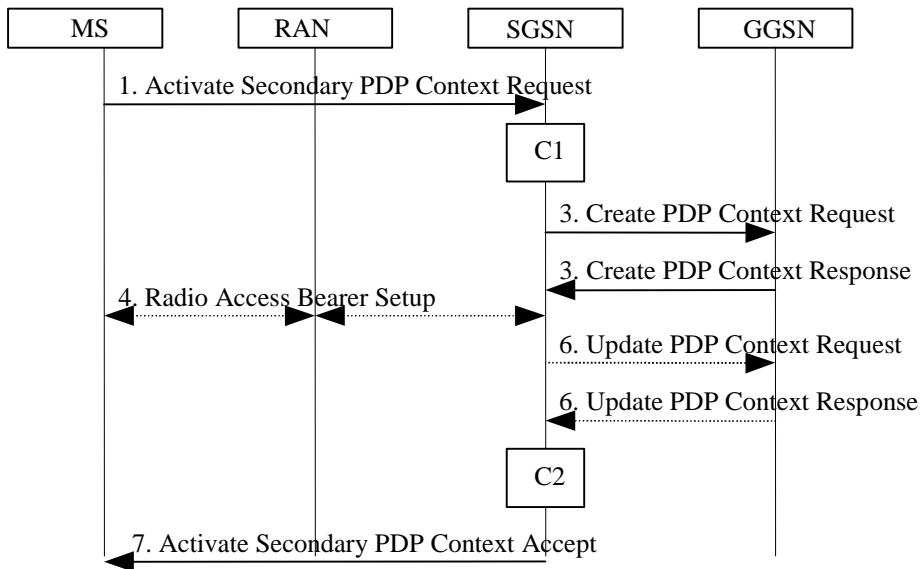 MS
RAN
SGSN
GGSN
1. Activate Secondary PDP Context Request
C1
3. Create PDP Context Request
3. Create PDP Context Response
4. Radio Access Bearer Setup
6. Update PDP Context Request
6. Update PDP Context Response
C2
7. Activate Secondary PDP Context Accept